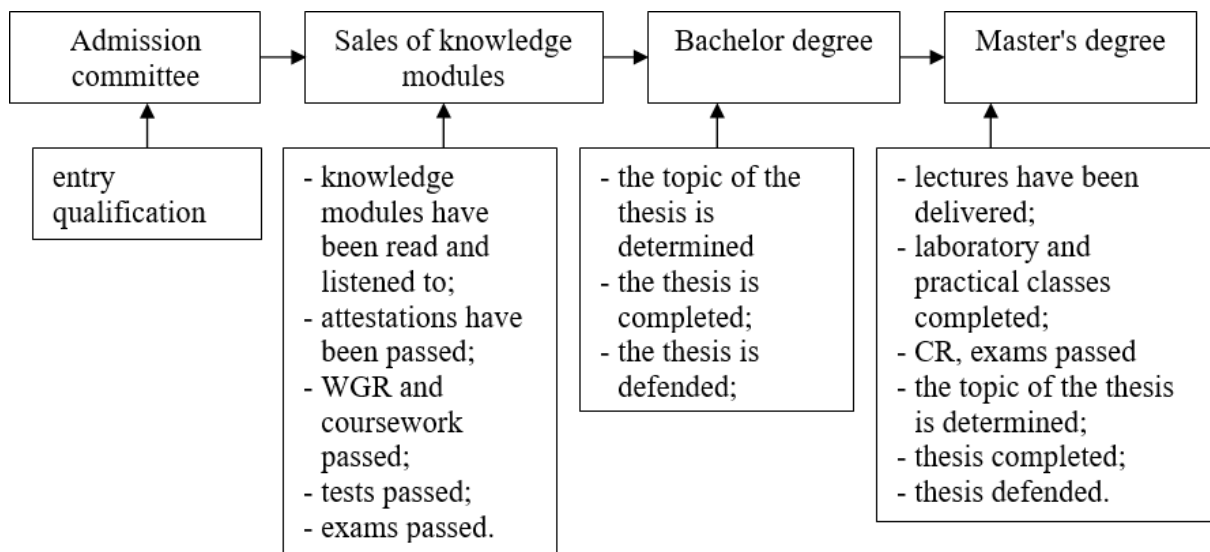 Admission
committee
Sales of knowledge
modules
Bachelor degree
Master's degree
entry
qualification
- knowledge
modules have
been read and
listened to;
- attestations have
been passed;
- WGR and
coursework
passed;
- tests passed;
- exams passed.
- the topic of the
thesis is
determined
- the thesis is
completed;
- the thesis is
defended;
- lectures have been
delivered;
- laboratory and
practical classes
completed;
- CR, exams passed
- the topic of the thesis
is determined;
- thesis completed;
- thesis defended.